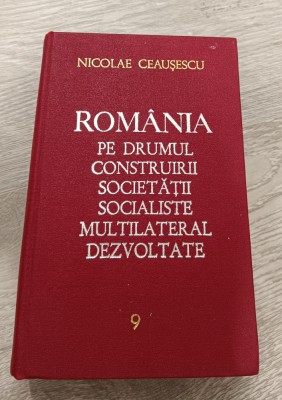 NICOLAE CEAUȘESCU
ROMÂNIA
PE DRUMUL
CONSTRUIRII
SOCIETĂȚII
SOCIALISTE
MULTILATERAL
DEZVOLTATE
9